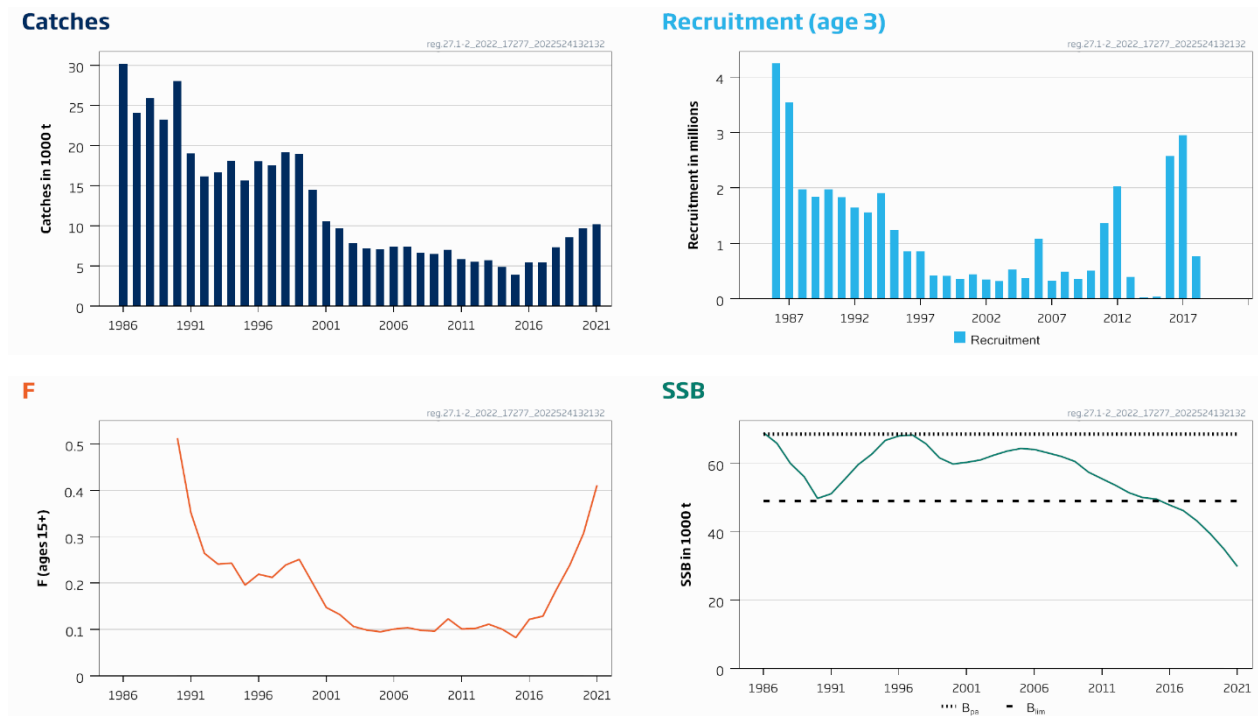 Catches
reg.27.1-2_2022_17277_2022524132132
Catches in 1000 t
30
25
20
15
10
5
0
1986 1991 1996 2001 2006 2011 2016 2021
Recruitment (age 3)
reg.27.1-2_2022_17277_2022524132132
Recruitment in millions
4
3
2
1
0
1987 1992 1997 2002 2007 2012 2017
Recruitment
F
reg.27.1-2_2022_17277_2022524132132
F (ages 15+)
0.5
0.4
0.3
0.2
0.1
0
1986 1991 1996 2001 2006 2011 2016 2021
SSB
reg.27.1-2_2022_17277_2022524132132
SSB in 1000 t
60
40
20
0
1986 1991 1996 2001 2006 2011 2016 2021
Bpa Blim